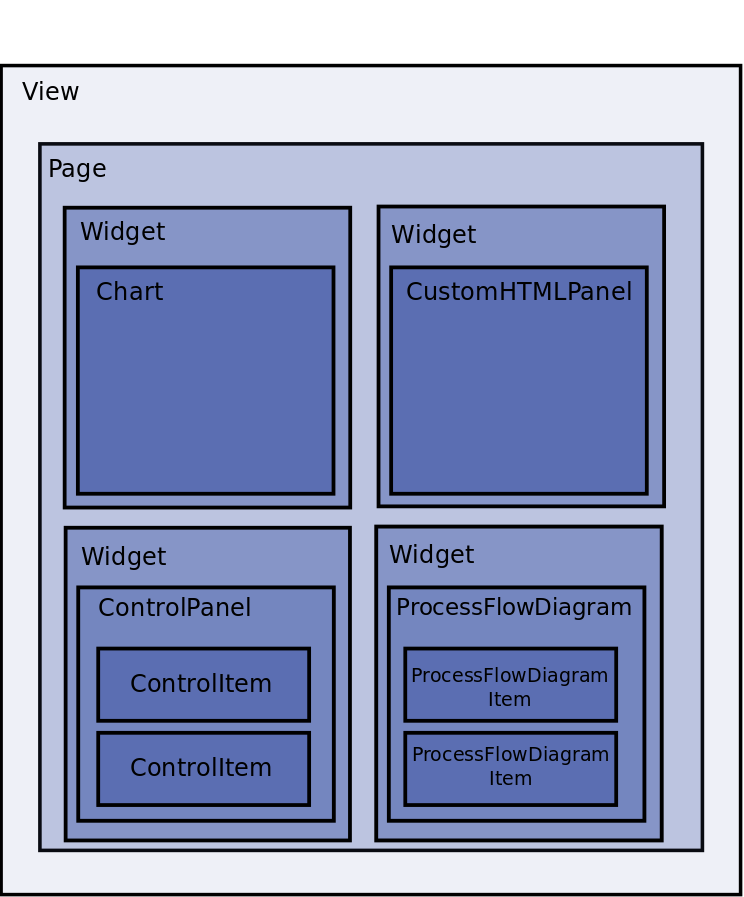 View
Page
Widget
Chart
Widget
CustomHTMLPanel
Widget
ControlPanel
ControlItem
ControlItem
Widget
ProcessFlowDiagram
ProcessFlowDiagram
Item
ProcessFlowDiagram
Item